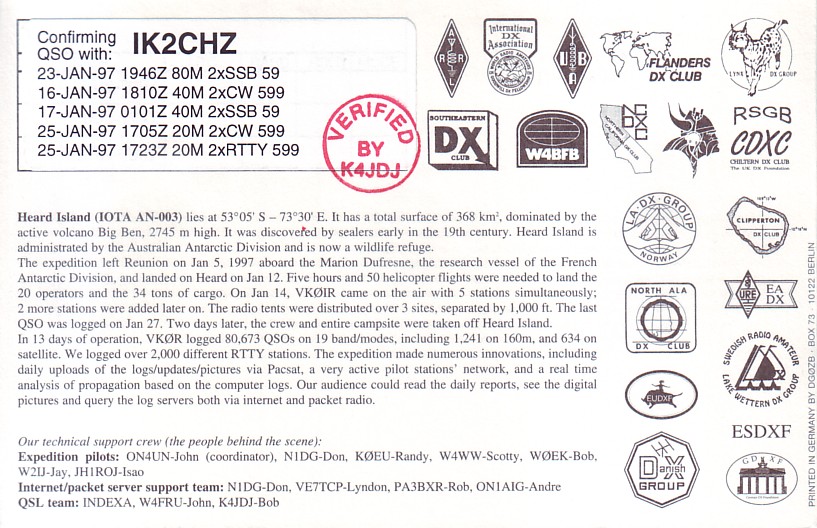 Confirming
QSO with: IK2CHZ
23-JAN-97 1946Z 80M 2xSSB 59
16-JAN-97 1810Z 40M 2xCW 599
17-JAN-97 0101Z 40M 2xSSB 59
25-JAN-97 1705Z 20M 2xCW 599
25-JAN-97 1723Z 20M 2xRTTY 599
VERIFIED
BY
K4JDJ
International
DX
Association
FLANDERS
DX CLUB
LYNX DX GROUP
SOUTHEASTERN
DX
CLUB
W4BFB
NCDXC
RSGB
CDXC
CHILTERN DX CLUB
The UK DX Foundation
Heard Island (IOTA AN-003) lies at 53°05' S – 73°30' E. It has a total surface of 368 km², dominated by the
active volcano Big Ben, 2745 m high. It was discovered by sealers early in the 19th century. Heard Island is
administrated by the Australian Antarctic Division and is now a wildlife refuge.
The expedition left Reunion on Jan 5, 1997 aboard the Marion Dufresne, the research vessel of the French
Antarctic Division, and landed on Heard on Jan 12. Five hours and 50 helicopter flights were needed to land the
20 operators and the 34 tons of cargo. On Jan 14, VKØIR came on the air with 5 stations simultaneously;
2 more stations were added later on. The radio tents were distributed over 3 sites, separated by 1,000 ft. The last
QSO was logged on Jan 27. Two days later, the crew and entire campsite were taken off Heard Island.
In 13 days of operation, VKØR logged 80,673 QSOs on 19 band/modes, including 1,241 on 160m, and 634 on
satellite. We logged over 2,000 different RTTY stations. The expedition made numerous innovations, including
daily uploads of the logs/updates/pictures via Pacsat, a very active pilot stations' network, and a real time
analysis of propagation based on the computer logs. Our audience could read the daily reports, see the digital
pictures and query the log servers both via internet and packet radio.
Our technical support crew (the people behind the scene):
Expedition pilots: ON4UN-John (coordinator), N1DG-Don, KØEU-Randy, W4WW-Scotty, WØEK-Bob,
W2IJ-Jay, JH1ROJ-Isao
Internet/packet server support team: N1DG-Don, VE7TCP-Lyndon, PA3BXR-Rob, ON1AIG-Andre
QSL team: INDEXA, W4FRU-John, K4JDJ-Bob
LA-DX-GROUP
NORWAY
CLIPPERTON
DX CLUB
NORTH ALA
DX CLUB
URE
EA
DX
EUDXF
SWEDISH RADIO AMATEUR
LAKE WETTERN DX GROUP
DX
Danish
GROUP
ESDXF
GDXF
PRINTED IN GERMANY BY DGØZB · BOX 73 · 10122 BERLIN